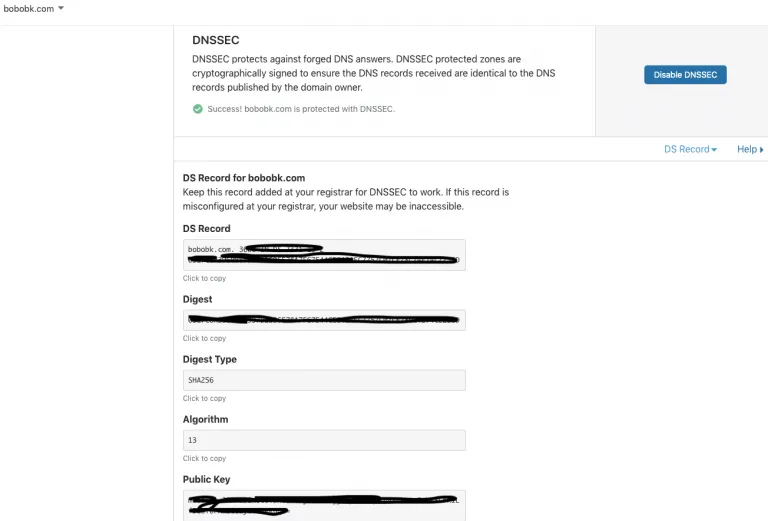 bobobk.com
DNSSEC
DNSSEC protects against forged DNS answers. DNSSEC protected zones are
cryptographically signed to ensure the DNS records received are identical to the DNS
records published by the domain owner.
Success! bobobk.com is protected with DNSSEC.
Disable DNSSEC
DS Record
Help
DS Record for bobobk.com
Keep this record added at your registrar for DNSSEC to work. If this record is
misconfigured at your registrar, your website may be inaccessible.
DS Record
bobobk.com.
Click to copy
Digest
Click to copy
Digest Type
SHA256
Click to copy
Algorithm
13
Click to copy
Public Key